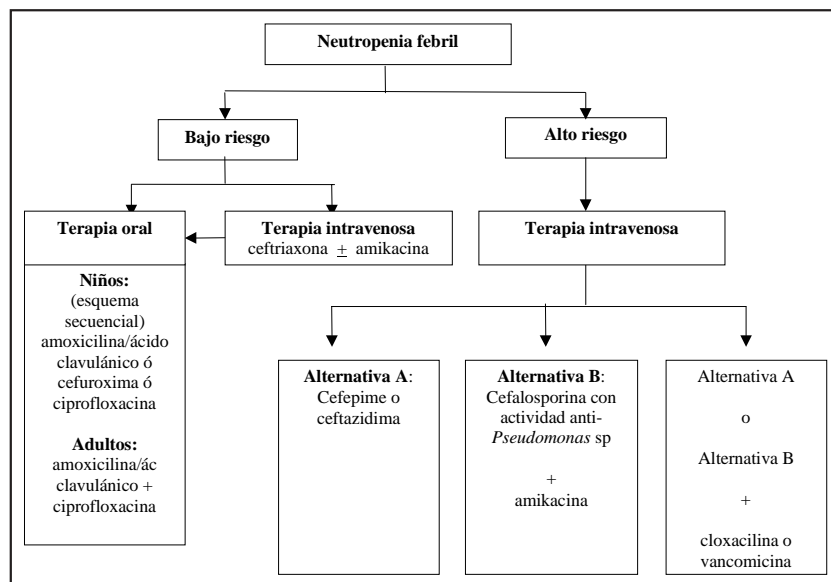 Neutropenia febril
Bajo riesgo
Alto riesgo
Terapia oral
Niños:
(esquema
secuencial)
amoxicilina/ácido
clavulánico ó
cefuroxima ó
ciprofloxacina
Adultos:
amoxicilina/ác
clavulánico +
ciprofloxacina
Terapia intravenosa
ceftriaxona ± amikacina
Terapia intravenosa
Alternativa A:
Cefepime o
ceftazidima
Alternativa B:
Cefalosporina con
actividad anti-
Pseudomonas sp
+
amikacina
Alternativa A
o
Alternativa B
+
cloxacilina o
vancomicina